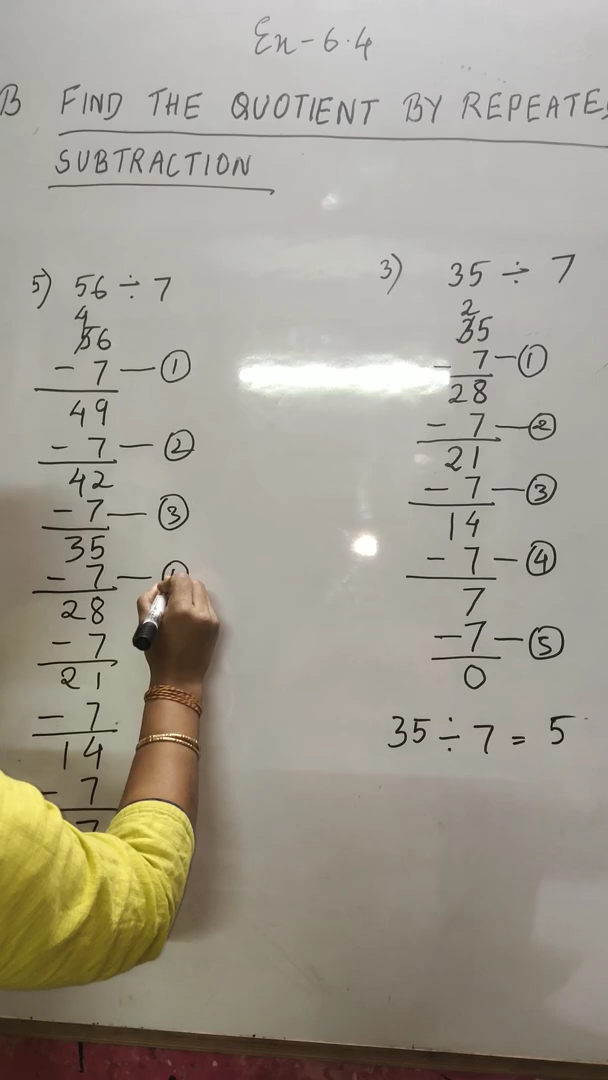 Ex-6.4
B FIND THE QUOTIENT BY REPEATED
SUBTRACTION
5) 56 ÷ 7
4
56
- 7 — ①
49
- 7 — ②
42
- 7 — ③
35
- 7 —
28
- 7
21
- 7
14
- 7
7
3) 35 ÷ 7
2
35
- 7 — ①
28
- 7 — ②
21
- 7 — ③
14
- 7 — ④
7
- 7 — ⑤
0
35 ÷ 7 = 5